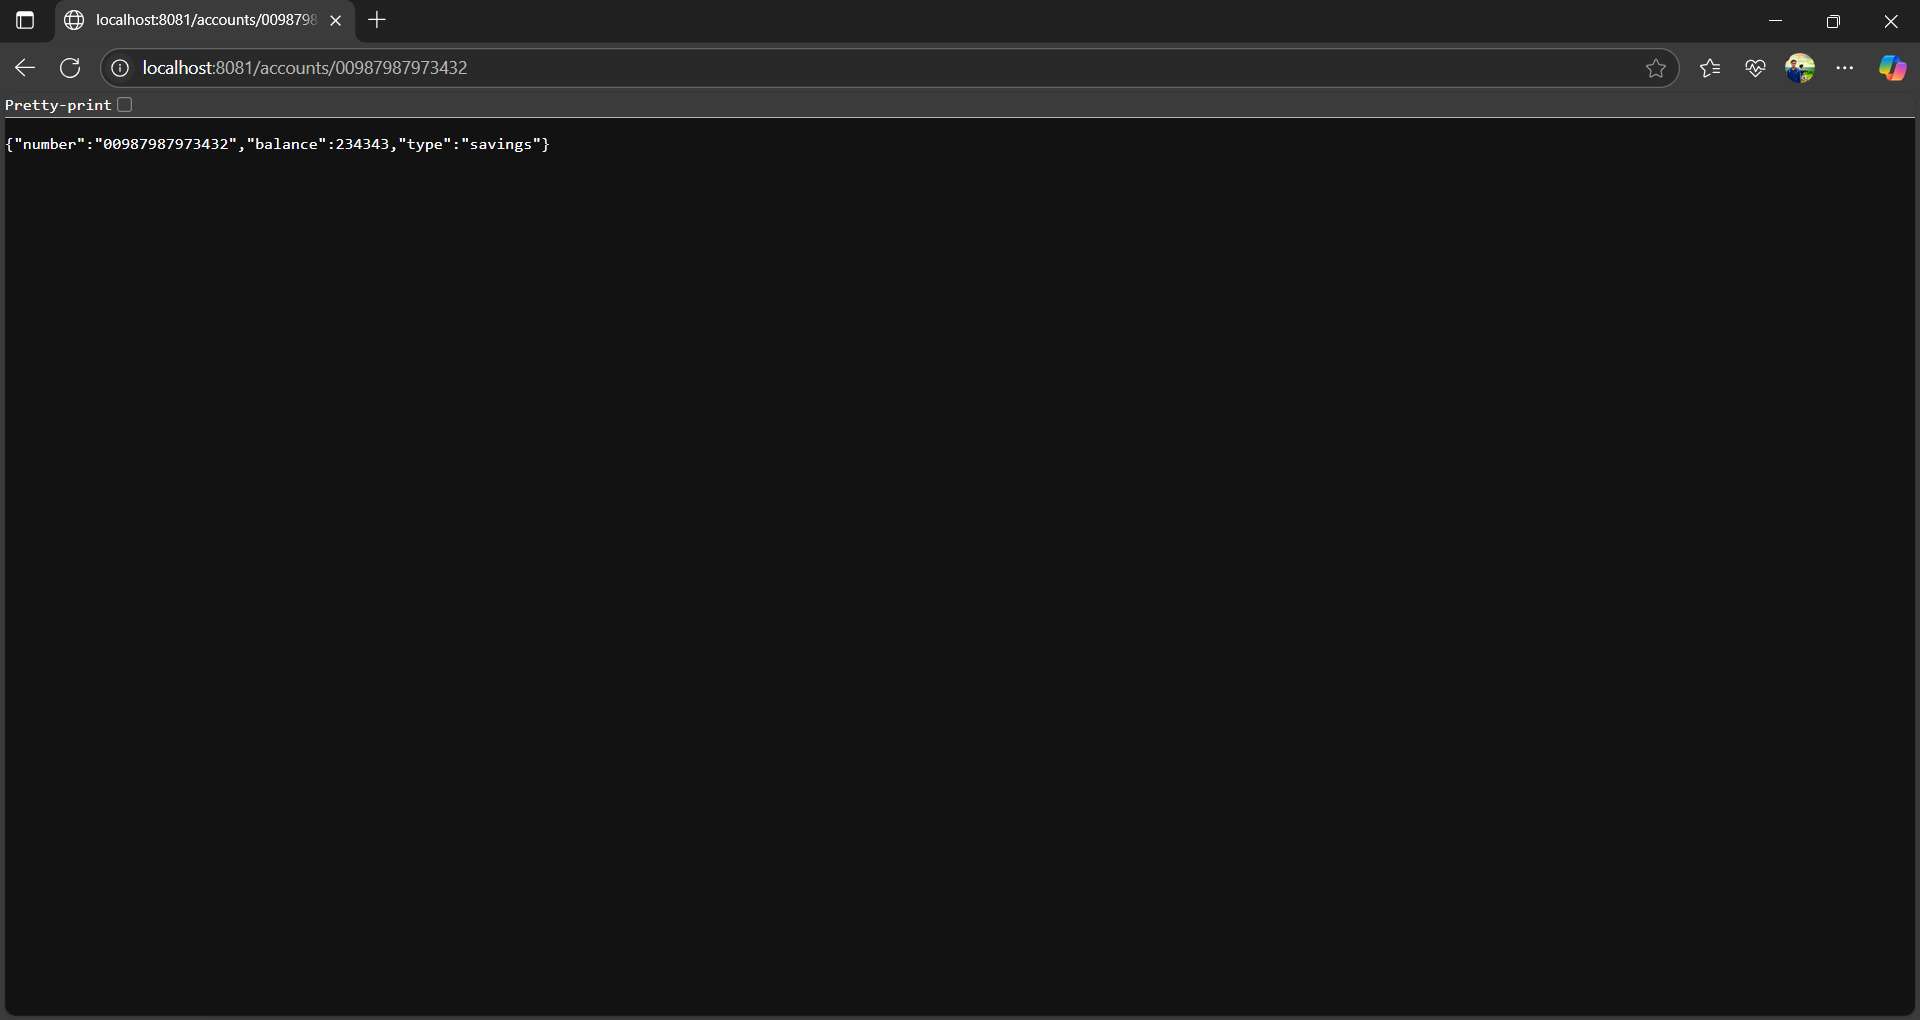 localhost:8081/accounts/0098798
localhost:8081/accounts/00987987973432
Pretty-print
{"number":"00987987973432","balance":234343,"type":"savings"}